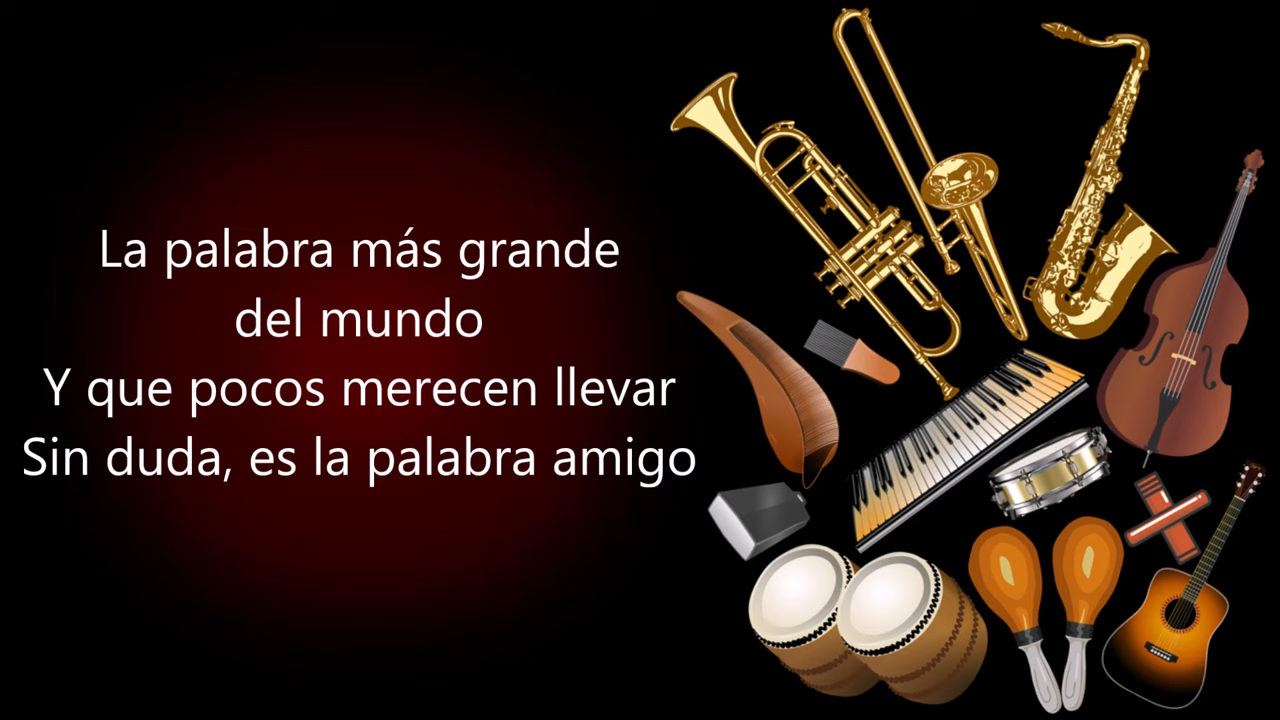 La palabra más grande
del mundo
Y que pocos merecen llevar
Sin duda, es la palabra amigo